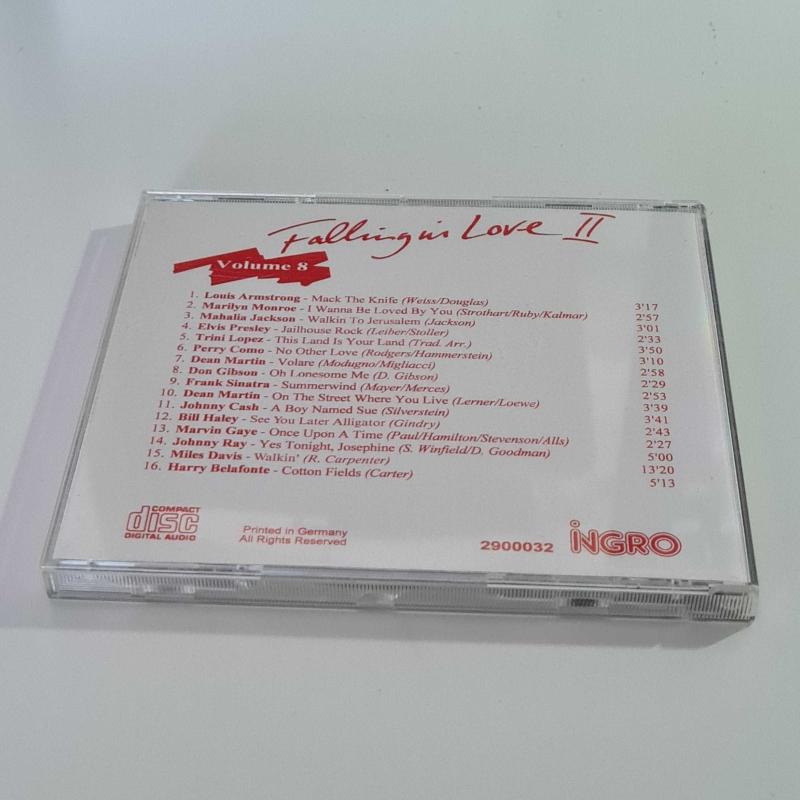 Falling in Love II
Volume 8
1. Louis Armstrong - Mack The Knife (Weiss/Douglas) 3'17
2. Marilyn Monroe - I Wanna Be Loved By You (Strothart/Ruby/Kalmar) 2'57
3. Mahalia Jackson - Walkin To Jerusalem (Jackson) 3'01
4. Elvis Presley - Jailhouse Rock (Leiber/Stoller) 2'33
5. Trini Lopez - This Land Is Your Land (Trad. Arr.) 3'50
6. Perry Como - No Other Love (Rodgers/Hammerstein) 3'10
7. Dean Martin - Volare (Modugno/Migliacci) 2'58
8. Don Gibson - Oh Lonesome Me (D. Gibson) 2'29
9. Frank Sinatra - Summerwind (Mayer/Merces) 2'53
10. Dean Martin - On The Street Where You Live (Lerner/Loewe) 3'39
11. Johnny Cash - A Boy Named Sue (Silverstein) 3'41
12. Bill Haley - See You Later Alligator (Gindry) 2'43
13. Marvin Gaye - Once Upon A Time (Paul/Hamilton/Stevenson/Alls) 2'27
14. Johnny Ray - Yes Tonight, Josephine (S. Winfield/D. Goodman) 5'00
15. Miles Davis - Walkin' (R. Carpenter) 13'20
16. Harry Belafonte - Cotton Fields (Carter) 5'13
COMPACT
disc
DIGITAL AUDIO
Printed in Germany
All Rights Reserved
2900032 iNGRO